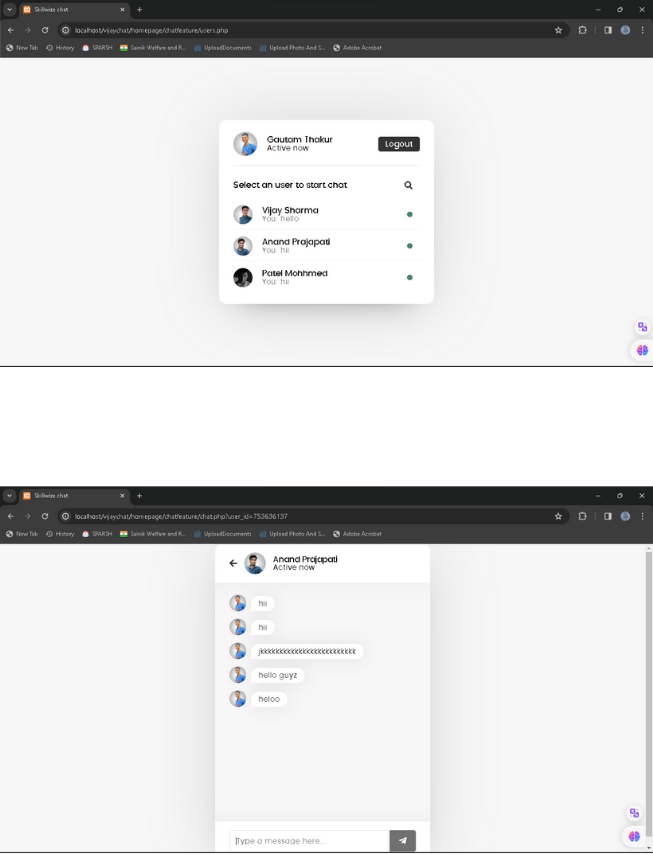 Skillwize chat
localhost/vijaychat/homepage/chatfeature/users.php
New Tab History SPARSH Sainik Welfare and R... UploadDocuments Upload Photo And S... Adobe Acrobat
Gautam Thakur
Active now
Logout
Select an user to start chat
Vijay Sharma
You: hello
Anand Prajapati
You: hii
Patel Mohhmed
You: hii
Skillwize chat
localhost/vijaychat/homepage/chatfeature/chat.php?user_id=753636137
New Tab History SPARSH Sainik Welfare and R... UploadDocuments Upload Photo And S... Adobe Acrobat
Anand Prajapati
Active now
hii
hii
jkkkkkkkkkkkkkkkkkkkkkkkkk
hello guyz
heloo
Type a message here...